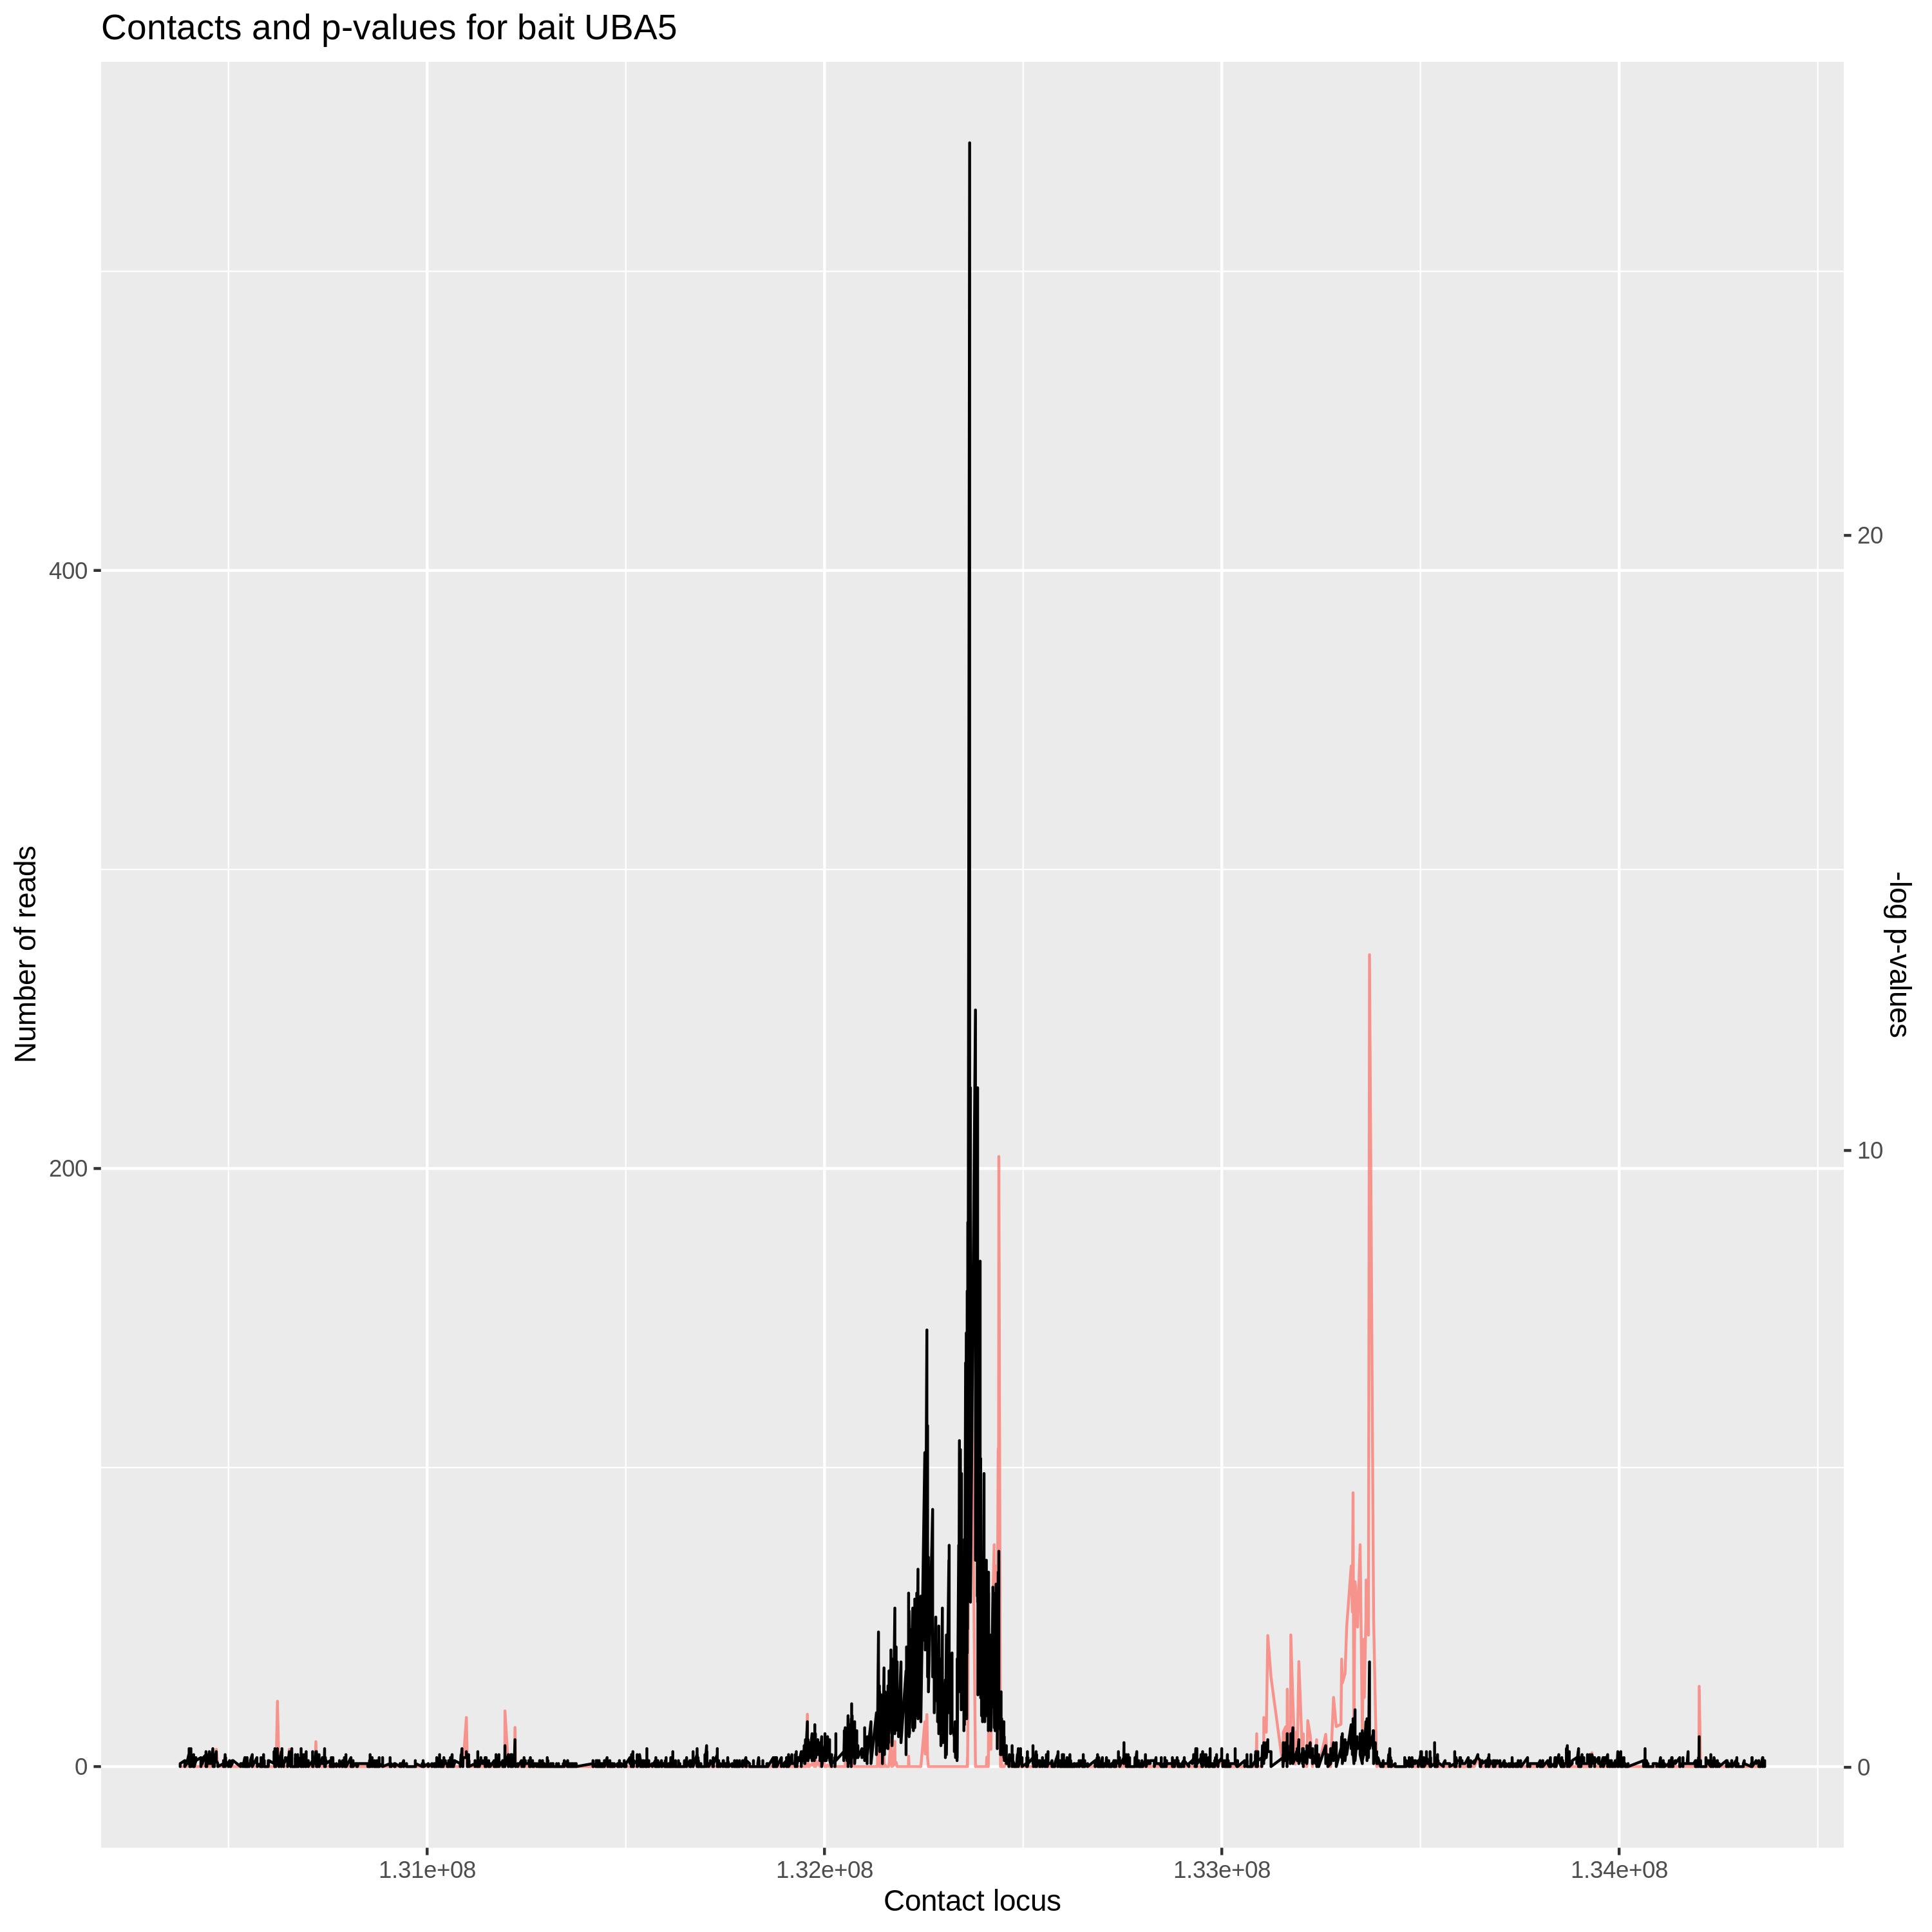 Contacts and p-values for bait UBA5
400
200
0
Number of reads
20
10
0
-log p-values
1.31e+08
1.32e+08
1.33e+08
1.34e+08
Contact locus